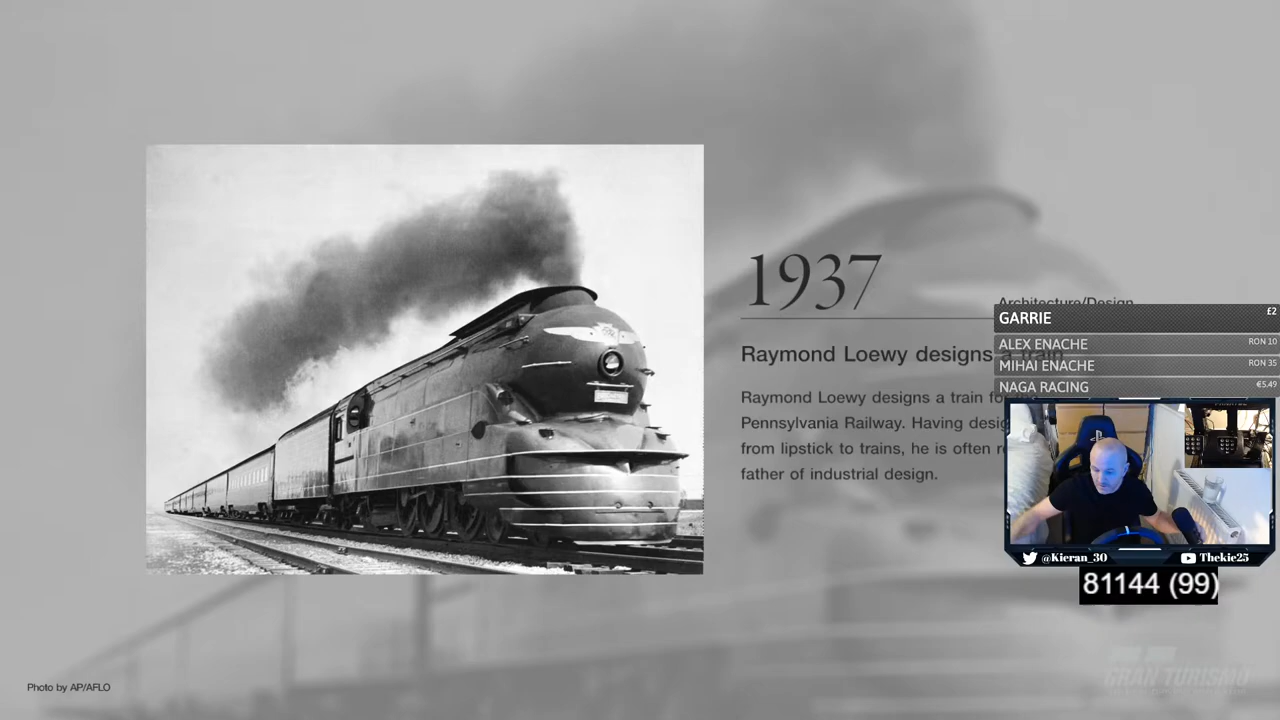 1937
Architecture/Design
Raymond Loewy designs a train
Raymond Loewy designs a train fo
Pennsylvania Railway. Having desig
from lipstick to trains, he is often r
father of industrial design.
GARRIE £2
ALEX ENACHE RON 10
MIHAI ENACHE RON 35
NAGA RACING €5.49
@Kieran_30 Thekie25
81144 (99)
Photo by AP/AFLO
GRAN TURISMO